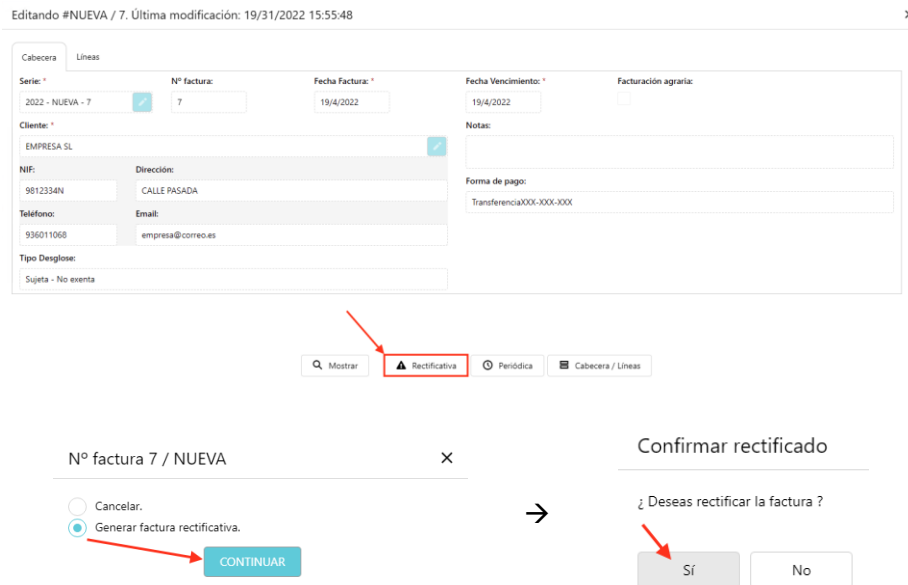 Editando #NUEVA / 7. Última modificación: 19/31/2022 15:55:48
Cabecera Líneas
Serie: * Nº factura: Fecha Factura: * Fecha Vencimiento: * Facturación agraria:
2022 - NUEVA - 7 7 19/4/2022 19/4/2022
Cliente: * Notas:
EMPRESA SL
NIF: Dirección:
Forma de pago:
9812334N CALLE PASADA
TransferenciaXXX-XXX-XXX
Teléfono: Email:
936011068 empresa@correo.es
Tipo Desglose:
Sujeta - No exenta
Mostrar Rectificativa Periódica Cabecera / Líneas
Nº factura 7 / NUEVA
Confirmar rectificado
Cancelar.
¿ Deseas rectificar la factura ?
Generar factura rectificativa.
CONTINUAR
Sí No